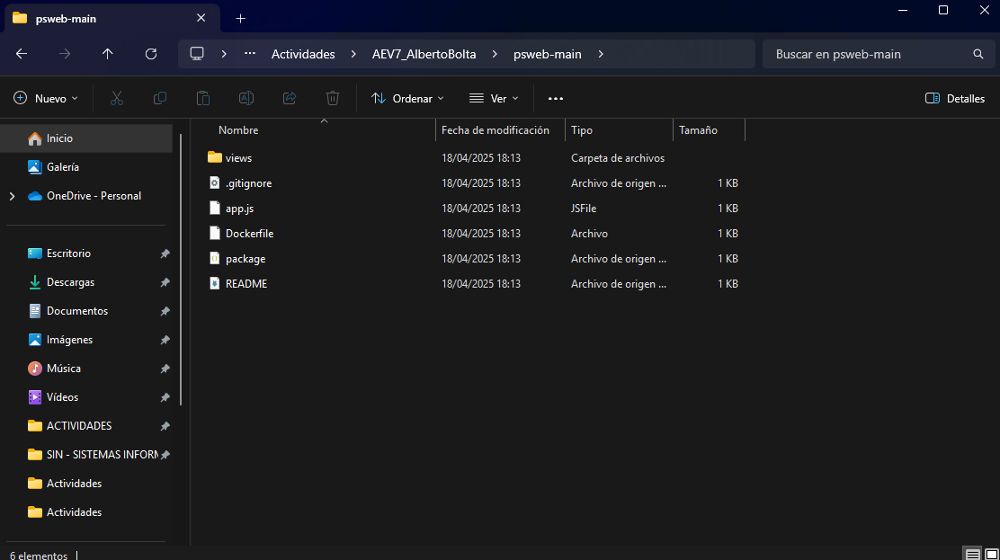 psweb-main
Actividades
AEV7_AlbertoBolta
psweb-main
Buscar en psweb-main
Nuevo
Ordenar
Ver
Detalles
Inicio
Galería
OneDrive - Personal
Escritorio
Descargas
Documentos
Imágenes
Música
Vídeos
ACTIVIDADES
SIN - SISTEMAS INFORM
Actividades
Actividades
Nombre Fecha de modificación Tipo Tamaño
views 18/04/2025 18:13 Carpeta de archivos
.gitignore 18/04/2025 18:13 Archivo de origen ... 1 KB
app.js 18/04/2025 18:13 JSFile 1 KB
Dockerfile 18/04/2025 18:13 Archivo 1 KB
package 18/04/2025 18:13 Archivo de origen ... 1 KB
README 18/04/2025 18:13 Archivo de origen ... 1 KB
6 elementos